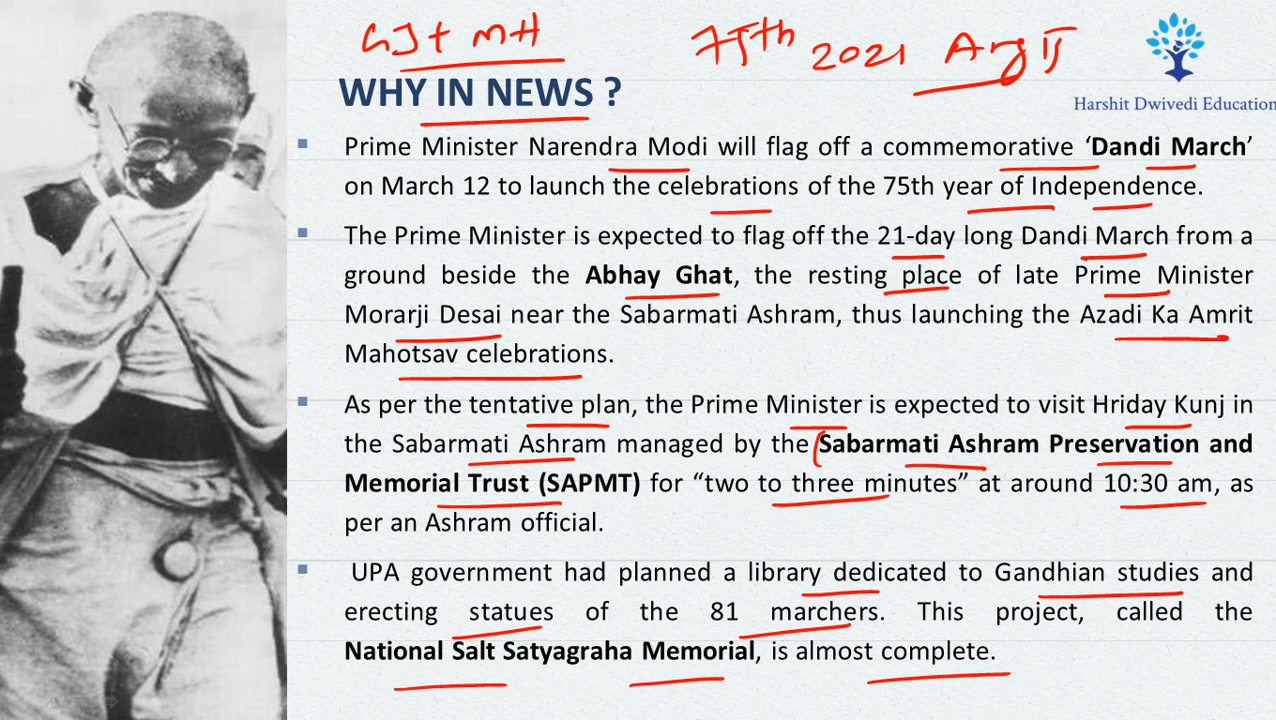 GJ + MH
75th 2021 Aug 15
Harshit Dwivedi Education
WHY IN NEWS ?
▪ Prime Minister Narendra Modi will flag off a commemorative ‘Dandi March’
on March 12 to launch the celebrations of the 75th year of Independence.
▪ The Prime Minister is expected to flag off the 21-day long Dandi March from a
ground beside the Abhay Ghat, the resting place of late Prime Minister
Morarji Desai near the Sabarmati Ashram, thus launching the Azadi Ka Amrit
Mahotsav celebrations.
▪ As per the tentative plan, the Prime Minister is expected to visit Hriday Kunj in
the Sabarmati Ashram managed by the Sabarmati Ashram Preservation and
Memorial Trust (SAPMT) for “two to three minutes” at around 10:30 am, as
per an Ashram official.
▪ UPA government had planned a library dedicated to Gandhian studies and
erecting statues of the 81 marchers. This project, called the
National Salt Satyagraha Memorial, is almost complete.